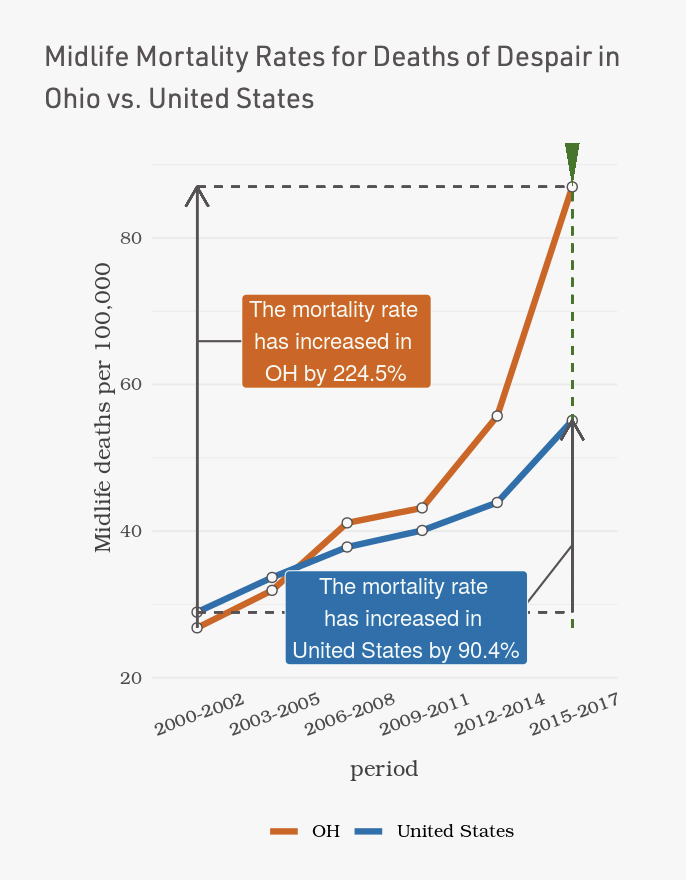 Midlife Mortality Rates for Deaths of Despair in
Ohio vs. United States
Midlife deaths per 100,000
80
60
40
20
The mortality rate
has increased in
OH by 224.5%
The mortality rate
has increased in
United States by 90.4%
2000-2002
2003-2005
2006-2008
2009-2011
2012-2014
2015-2017
period
OH
United States